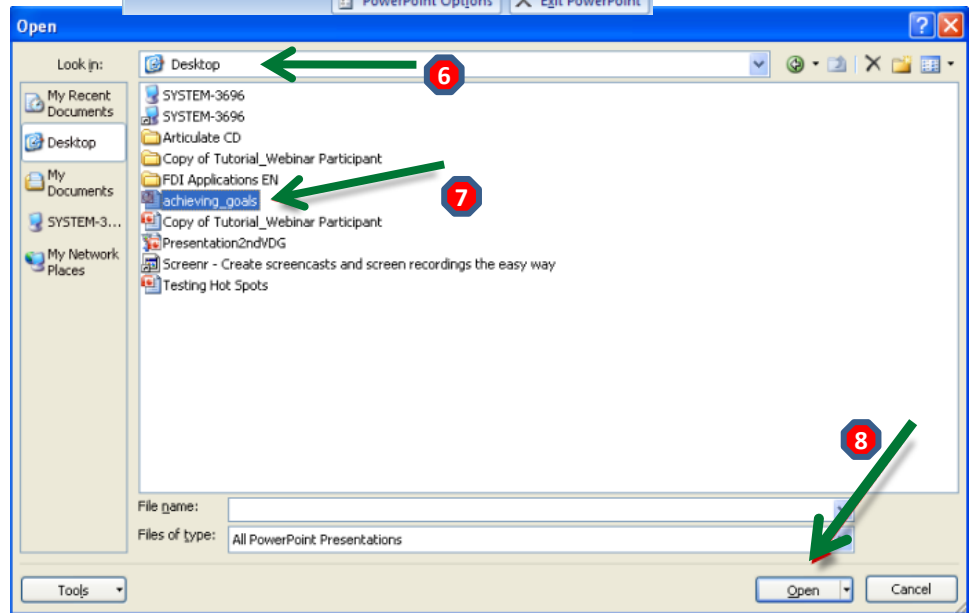 PowerPoint Options Exit PowerPoint
Open
Look in: Desktop
6
My Recent Documents
Desktop
My Documents
SYSTEM-3...
My Network Places
SYSTEM-3696
SYSTEM-3696
Articulate CD
Copy of Tutorial_Webinar Participant
FDI Applications EN
achieving_goals
7
Copy of Tutorial_Webinar Participant
Presentation2ndVDG
Screenr - Create screencasts and screen recordings the easy way
Testing Hot Spots
8
File name:
Files of type: All PowerPoint Presentations
Tools Open Cancel